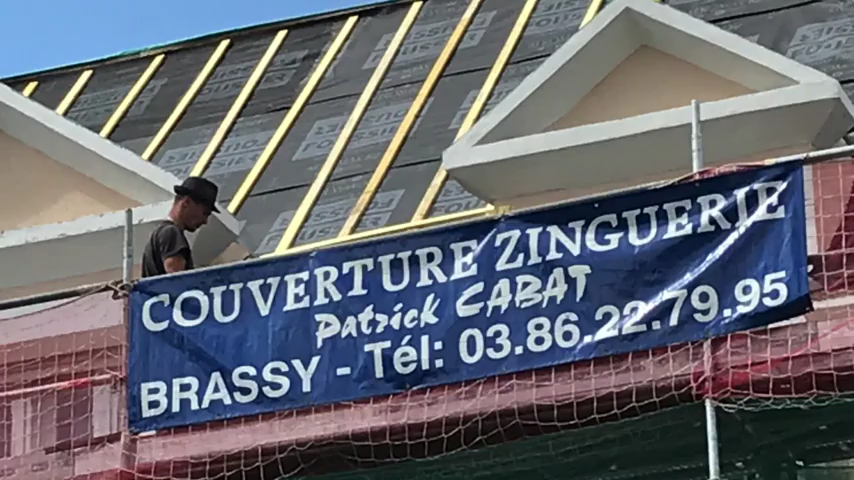 COUVERTURE ZINGUERIE
Patrick CABAT
BRASSY - Tél: 03.86.22.79.95